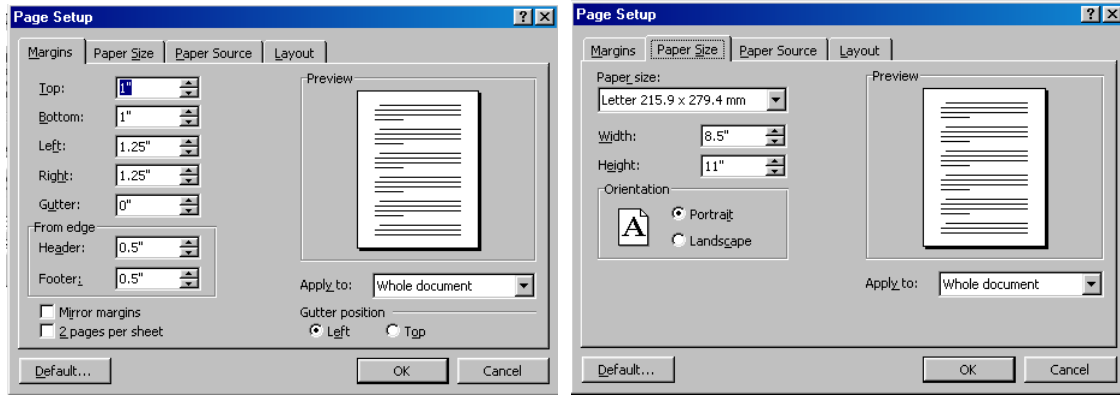 Page Setup
Margins Paper Size Paper Source Layout
Top: 1"
Bottom: 1"
Left: 1.25"
Right: 1.25"
Gutter: 0"
From edge
Header: 0.5"
Footer: 0.5"
Preview
Apply to: Whole document
Mirror margins
2 pages per sheet
Gutter position
Left Top
Default... OK Cancel
Page Setup
Margins Paper Size Paper Source Layout
Paper size:
Letter 215.9 x 279.4 mm
Width: 8.5"
Height: 11"
Orientation
A
Portrait
Landscape
Preview
Apply to: Whole document
Default... OK Cancel